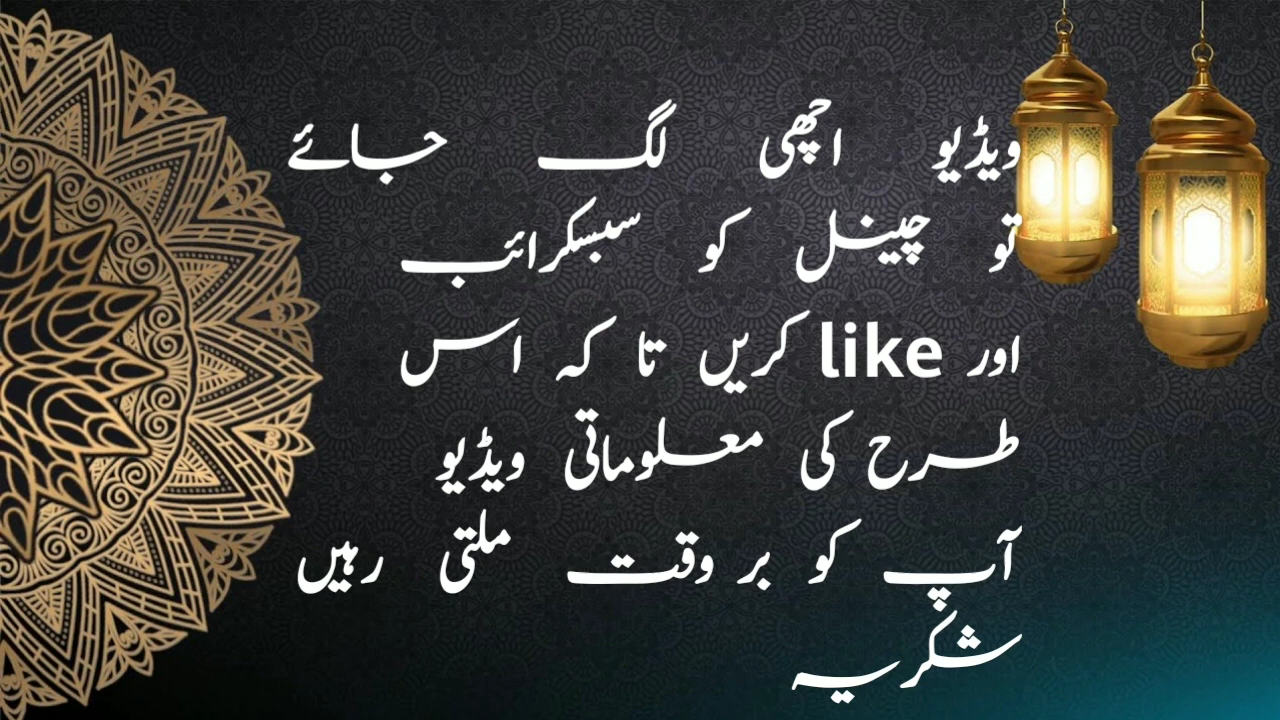 ویڈیو اچھی لگ جائے
تو چینل کو سبسکرائب
اور like کریں تا کہ اس
طرح کی معلوماتی ویڈیو
آپ کو بر وقت ملتی رہیں
شکریہ